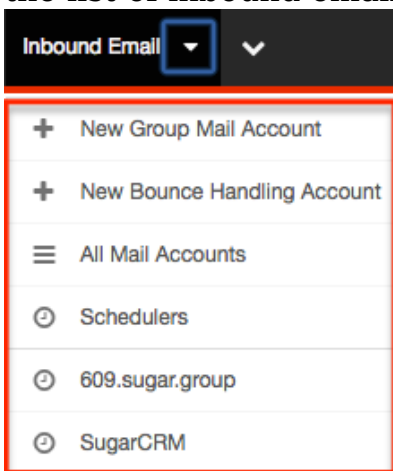 Inbound Email
New Group Mail Account
New Bounce Handling Account
All Mail Accounts
Schedulers
609.sugar.group
SugarCRM